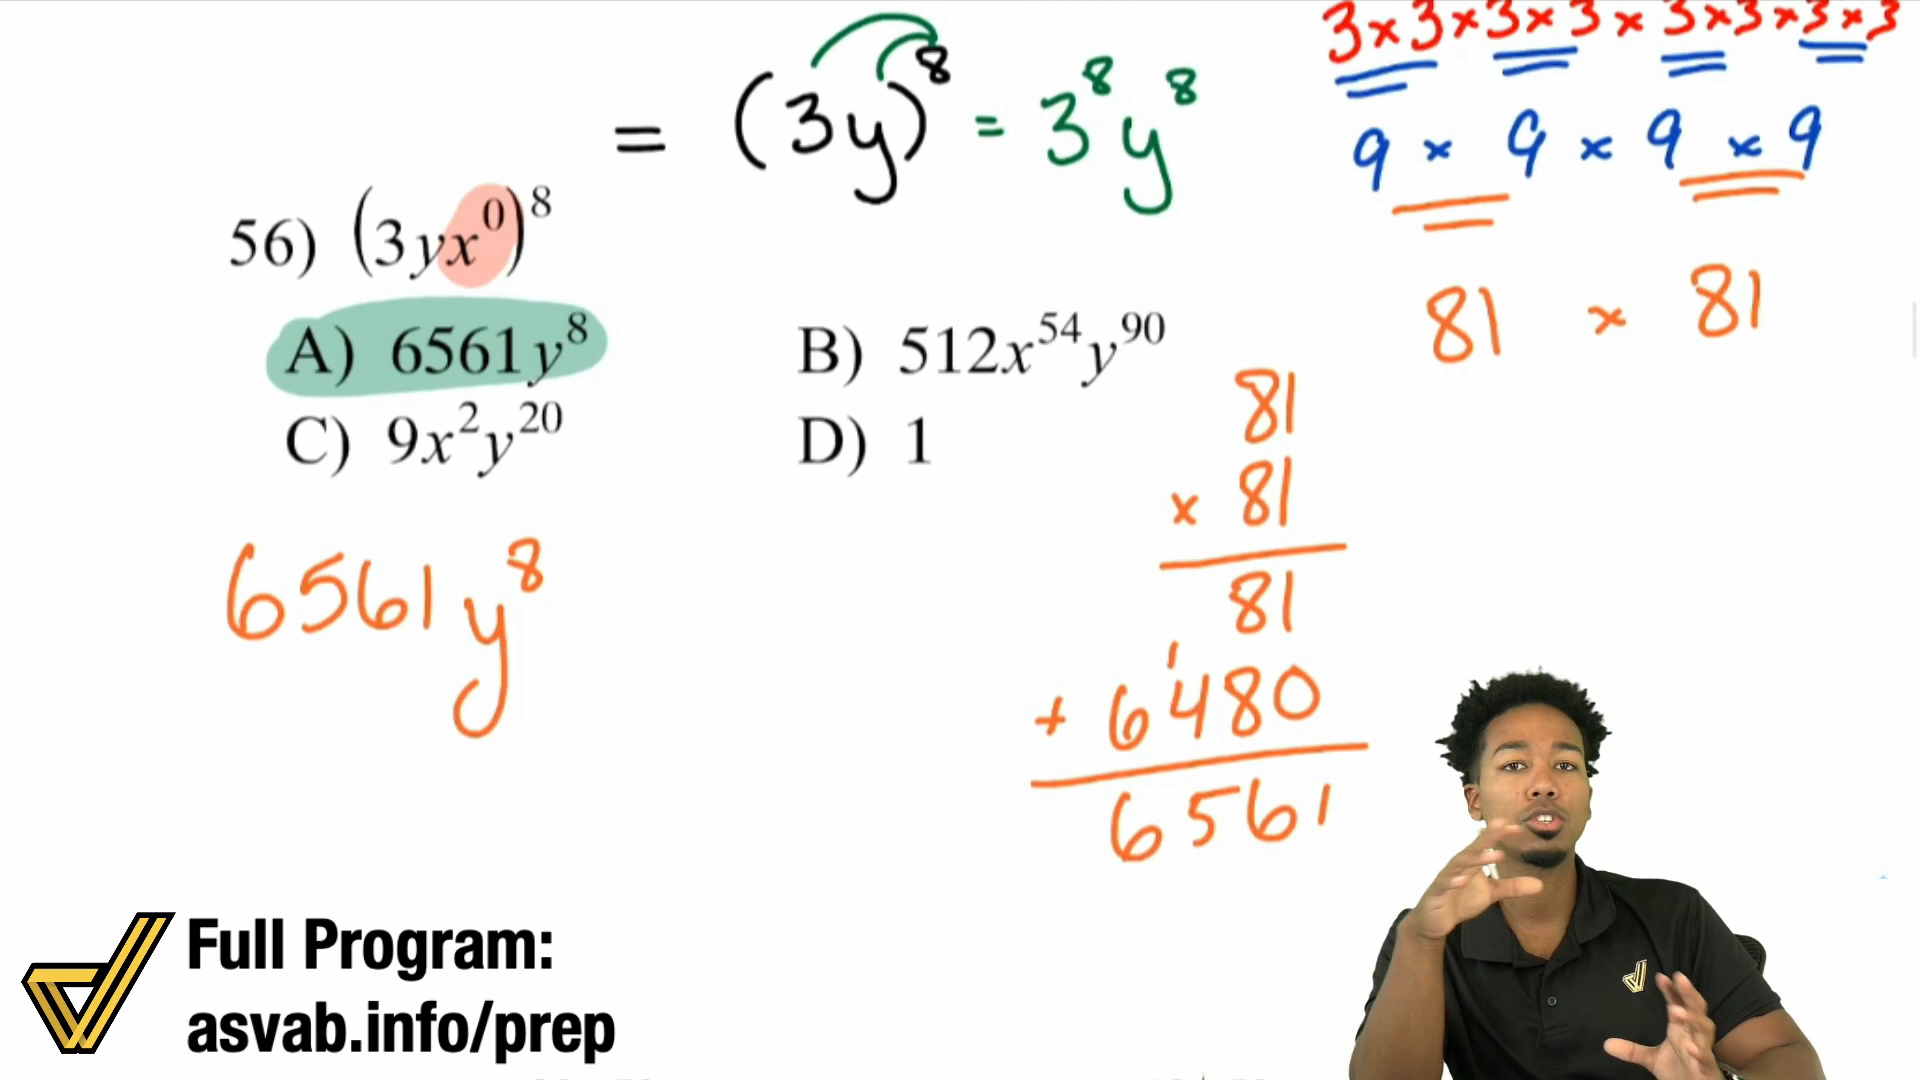 3×3×3×3×3×3×3×3
= (3y)⁸ = 3⁸y⁸
9 × 9 × 9 × 9
56) (3yx⁰)⁸
81 × 81
A) 6561y⁸
B) 512x⁵⁴y⁹⁰
C) 9x²y²⁰
D) 1
81
× 81
81
1
+ 6480
6561
6561y⁸
Full Program:
asvab.info/prep